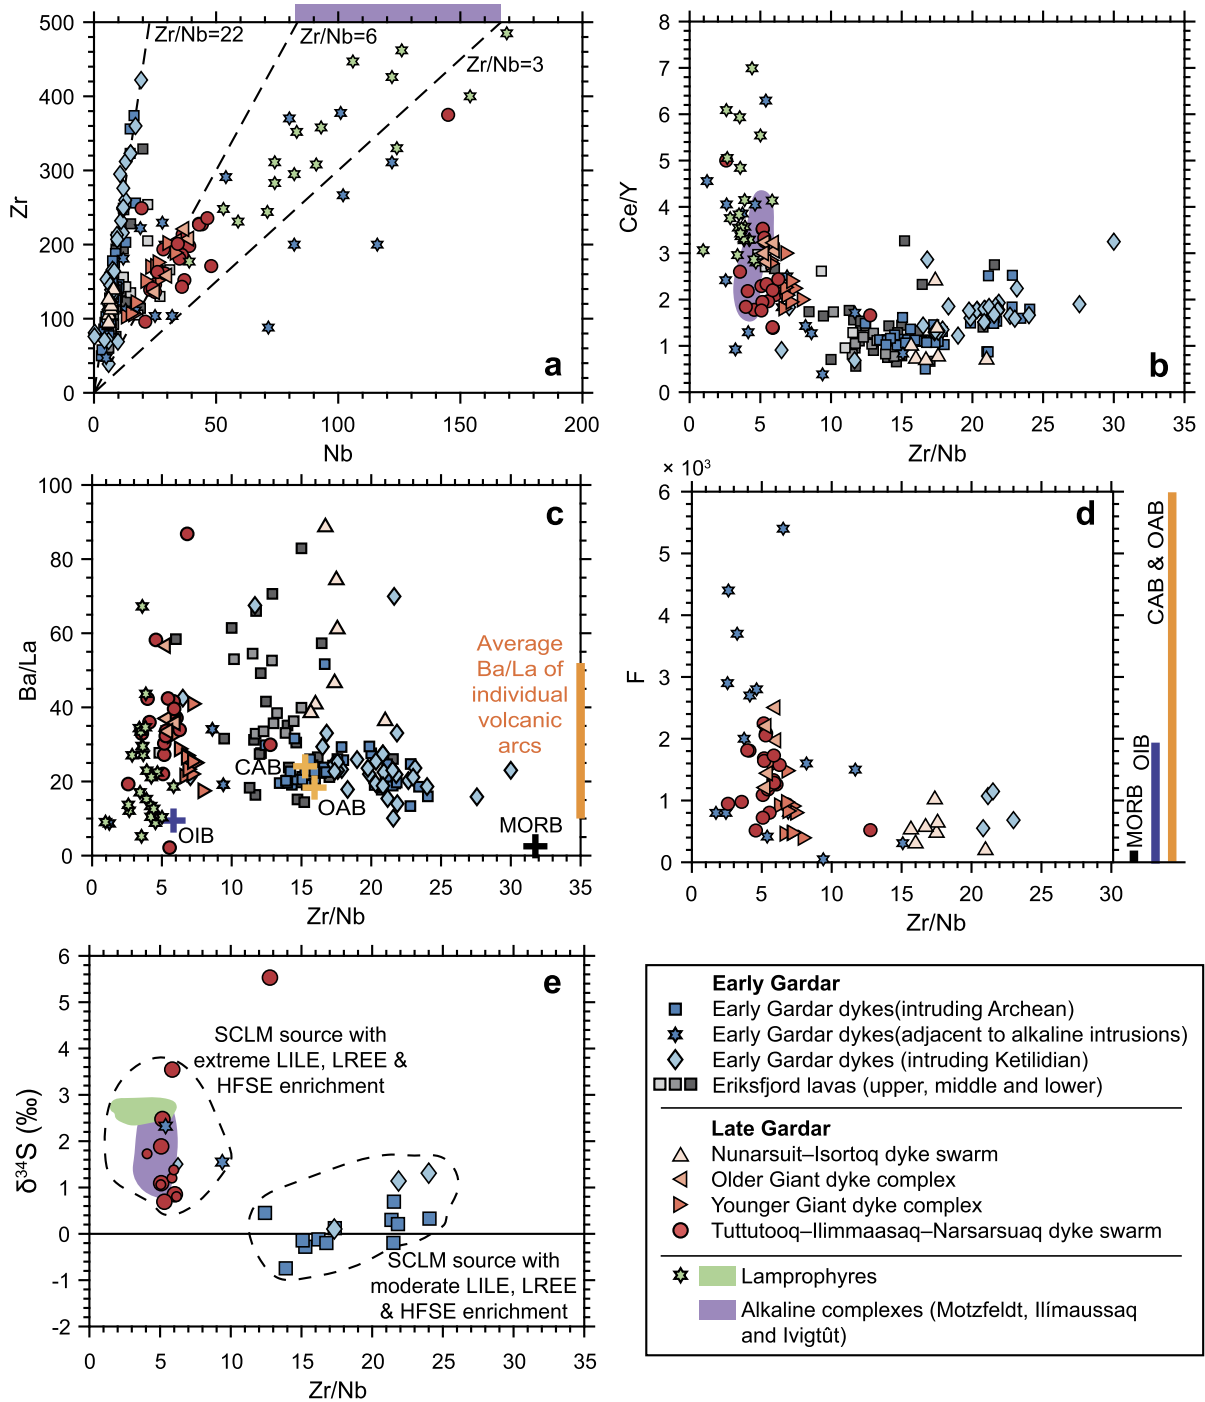 500
400
300
200
100
0
Zr
Zr/Nb=22
Zr/Nb=6
Zr/Nb=3
a
0
50
100
150
200
Nb
8
7
6
5
4
3
2
1
0
Ce/Y
b
0
5
10
15
20
25
30
35
Zr/Nb
100
80
60
40
20
0
Ba/La
c
Average
Ba/La of
individual
volcanic
arcs
CAB
OAB
OIB
MORB
0
5
10
15
20
25
30
35
Zr/Nb
× 10³
6
5
4
3
2
1
0
F
d
CAB & OAB
OIB
MORB
0
5
10
15
20
25
30
Zr/Nb
6
5
4
3
2
1
0
-1
-2
δ³⁴S (‰)
e
SCLM source with
extreme LILE, LREE &
HFSE enrichment
SCLM source with
moderate LILE, LREE
& HFSE enrichment
0
5
10
15
20
25
30
35
Zr/Nb
Early Gardar
Early Gardar dykes(intruding Archean)
Early Gardar dykes(adjacent to alkaline intrusions)
Early Gardar dykes (intruding Ketilidian)
Eriksfjord lavas (upper, middle and lower)
Late Gardar
Nunarsuit–Isortoq dyke swarm
Older Giant dyke complex
Younger Giant dyke complex
Tuttutooq–Ilimmaasaq–Narsarsuaq dyke swarm
Lamprophyres
Alkaline complexes (Motzfeldt, Ilímaussaq
and Ivigtût)